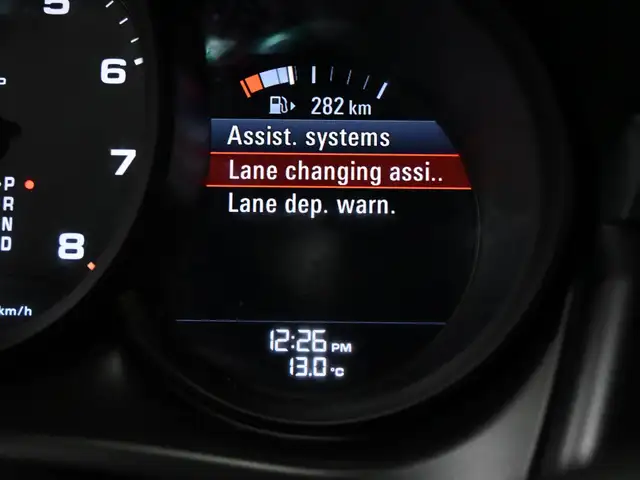 5
6
7
8
P
R
N
D
km/h
282 km
Assist. systems
Lane changing assi..
Lane dep. warn.
12:26 PM
13.0 °C